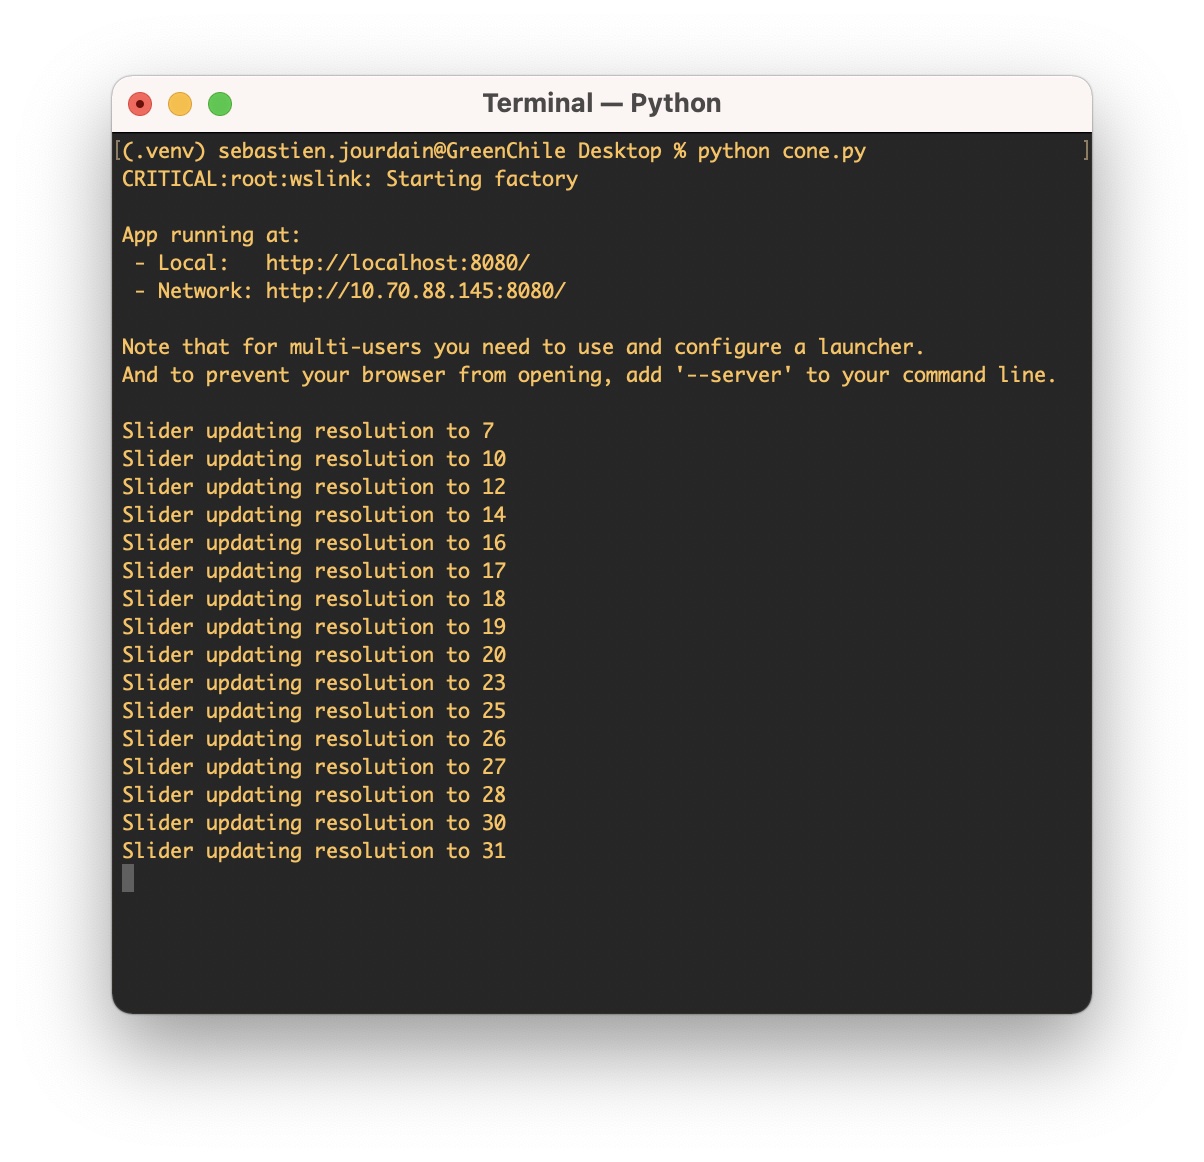 Terminal — Python
[(.venv) sebastien.jourdain@GreenChile Desktop % python cone.py ]
CRITICAL:root:wslink: Starting factory
App running at:
 - Local:   http://localhost:8080/
 - Network: http://10.70.88.145:8080/
Note that for multi-users you need to use and configure a launcher.
And to prevent your browser from opening, add '--server' to your command line.
Slider updating resolution to 7
Slider updating resolution to 10
Slider updating resolution to 12
Slider updating resolution to 14
Slider updating resolution to 16
Slider updating resolution to 17
Slider updating resolution to 18
Slider updating resolution to 19
Slider updating resolution to 20
Slider updating resolution to 23
Slider updating resolution to 25
Slider updating resolution to 26
Slider updating resolution to 27
Slider updating resolution to 28
Slider updating resolution to 30
Slider updating resolution to 31